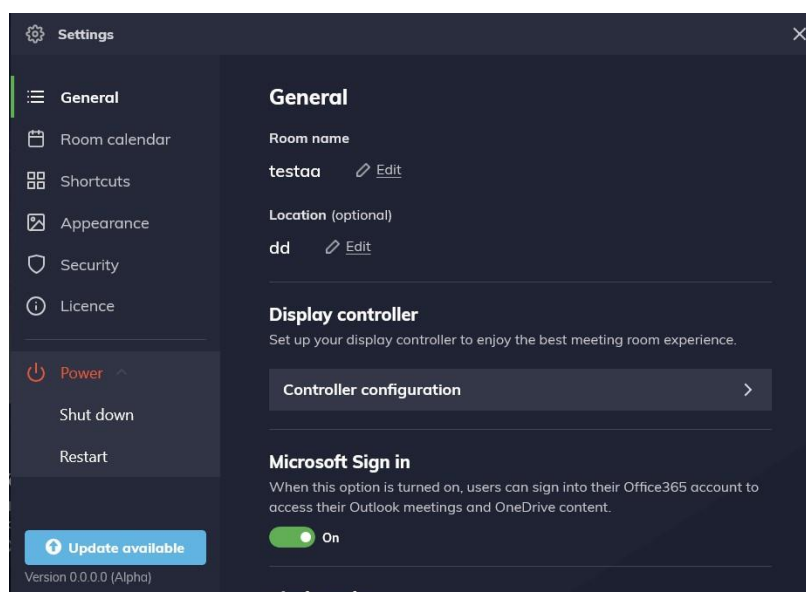 Settings
General
Room calendar
Shortcuts
Appearance
Security
Licence
Power
Shut down
Restart
Update available
Version 0.0.0.0 (Alpha)
General
Room name
testaa Edit
Location (optional)
dd Edit
Display controller
Set up your display controller to enjoy the best meeting room experience.
Controller configuration
Microsoft Sign in
When this option is turned on, users can sign into their Office365 account to
access their Outlook meetings and OneDrive content.
On